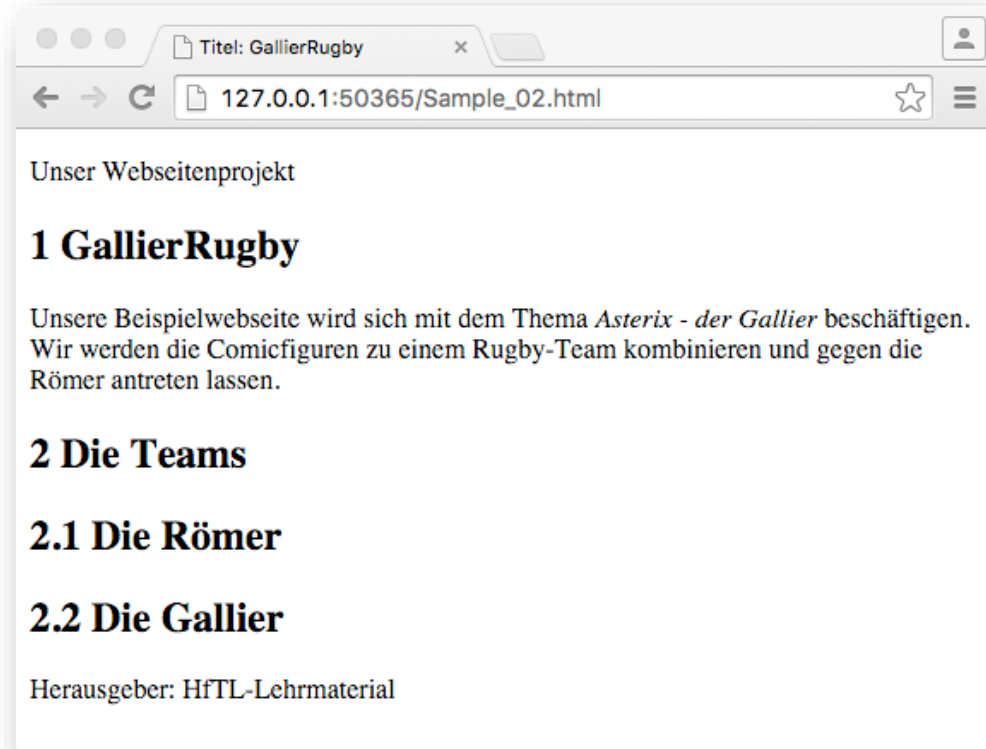 Titel: GallierRugby
127.0.0.1:50365/Sample_02.html
Unser Webseitenprojekt
1 GallierRugby
Unsere Beispielwebseite wird sich mit dem Thema Asterix - der Gallier beschäftigen.
Wir werden die Comicfiguren zu einem Rugby-Team kombinieren und gegen die
Römer antreten lassen.
2 Die Teams
2.1 Die Römer
2.2 Die Gallier
Herausgeber: HfTL-Lehrmaterial